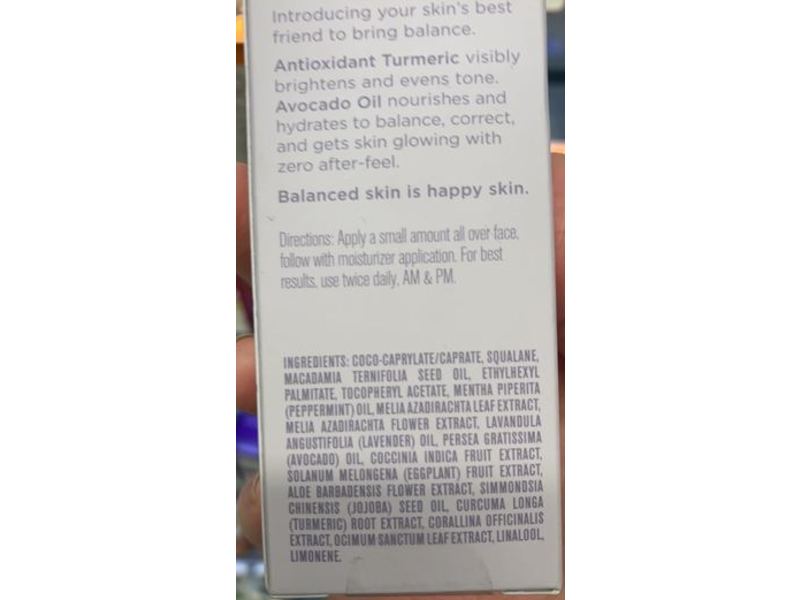 Introducing your skin's best
friend to bring balance.
Antioxidant Turmeric visibly
brightens and evens tone.
Avocado Oil nourishes and
hydrates to balance, correct,
and gets skin glowing with
zero after-feel.
Balanced skin is happy skin.
Directions: Apply a small amount all over face,
follow with moisturizer application. For best
results, use twice daily, AM & PM.
INGREDIENTS: COCO-CAPRYLATE/CAPRATE, SQUALANE,
MACADAMIA TERNIFOLIA SEED OIL, ETHYLHEXYL
PALMITATE, TOCOPHERYL ACETATE, MENTHA PIPERITA
(PEPPERMINT) OIL, MELIA AZADIRACHTA LEAF EXTRACT,
MELIA AZADIRACHTA FLOWER EXTRACT, LAVANDULA
ANGUSTIFOLIA (LAVENDER) OIL, PERSEA GRATISSIMA
(AVOCADO) OIL, COCCINIA INDICA FRUIT EXTRACT,
SOLANUM MELONGENA (EGGPLANT) FRUIT EXTRACT,
ALOE BARBADENSIS FLOWER EXTRACT, SIMMONDSIA
CHINENSIS (JOJOBA) SEED OIL, CURCUMA LONGA
(TURMERIC) ROOT EXTRACT, CORALLINA OFFICINALIS
EXTRACT, OCIMUM SANCTUM LEAF EXTRACT, LINALOOL,
LIMONENE.